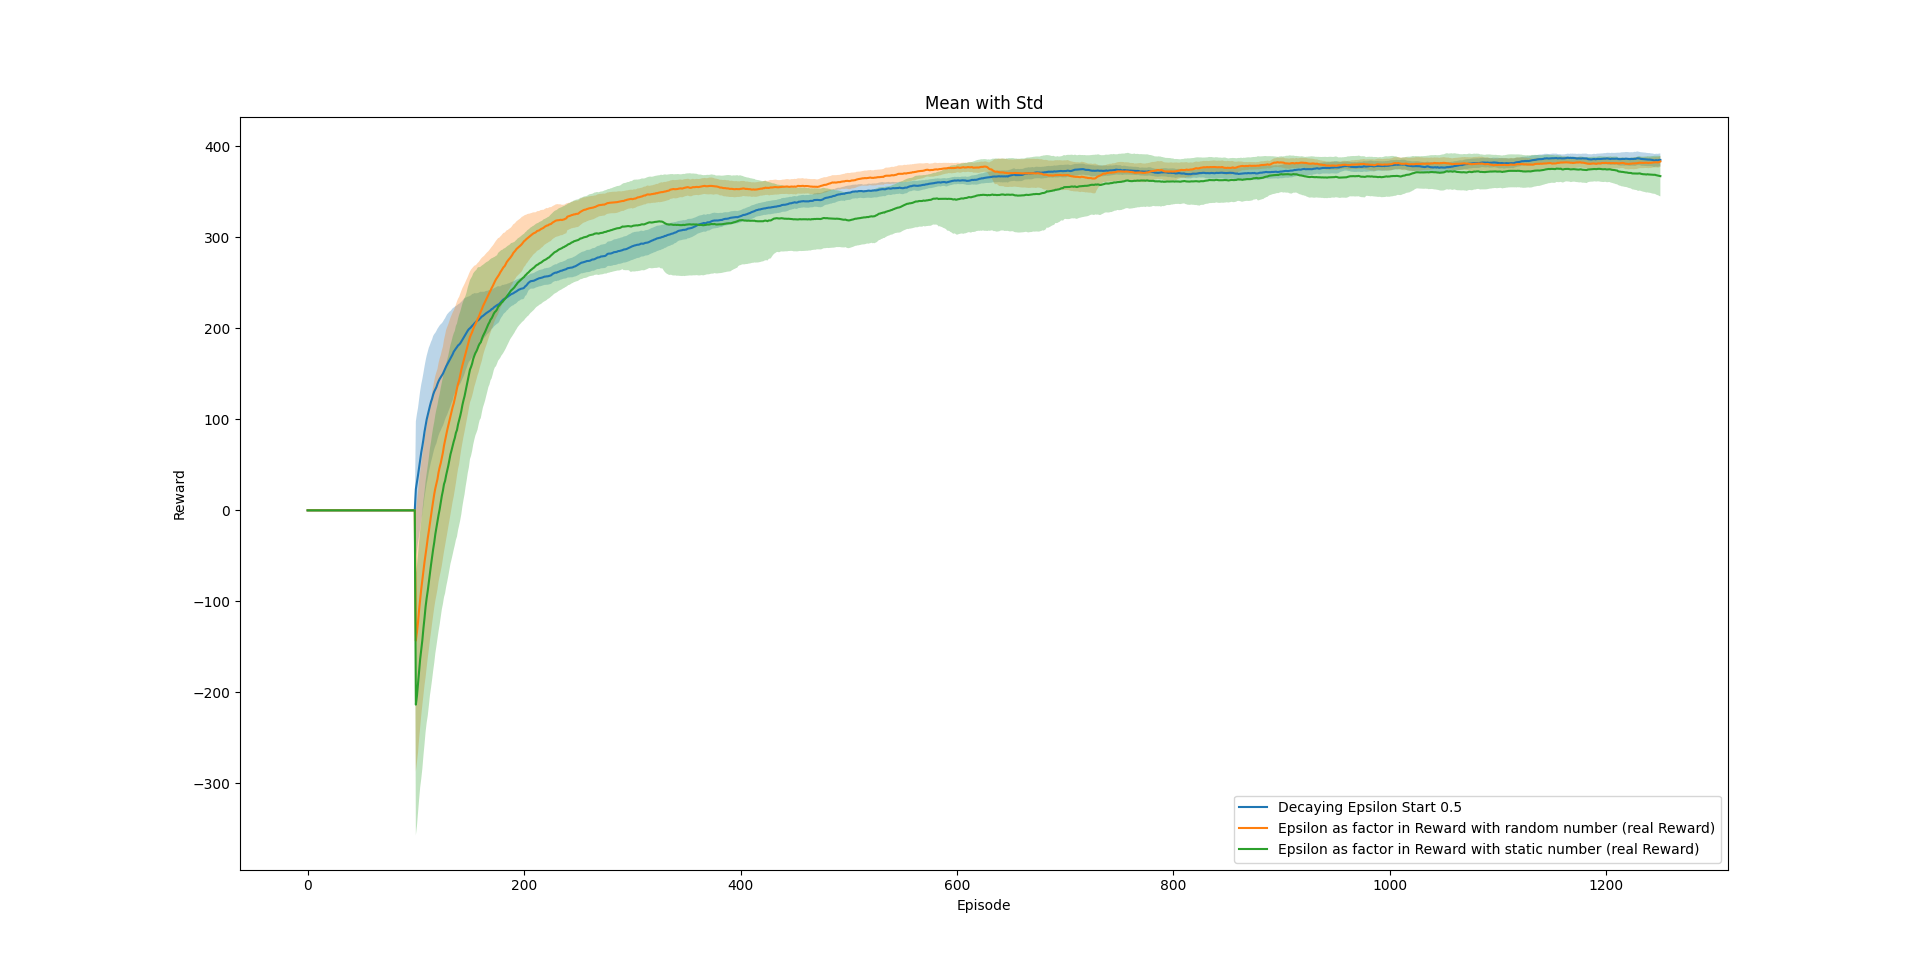 Mean with Std
400
300
200
100
0
−100
−200
−300
Reward
0
200
400
600
800
1000
1200
Episode
Decaying Epsilon Start 0.5
Epsilon as factor in Reward with random number (real Reward)
Epsilon as factor in Reward with static number (real Reward)